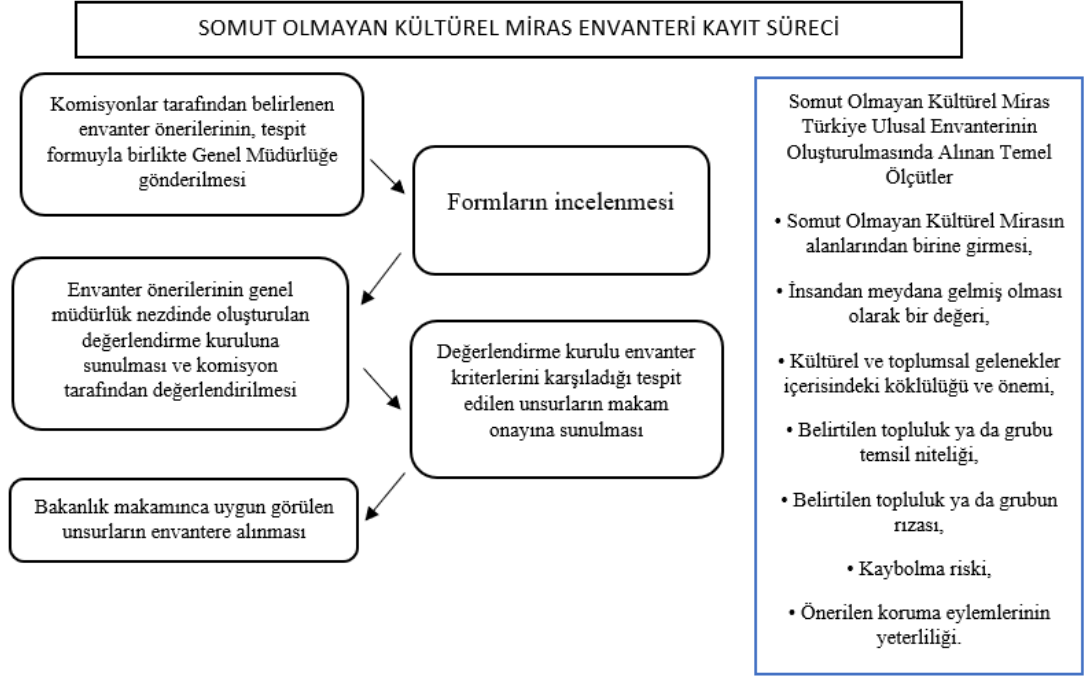 SOMUT OLMAYAN KÜLTÜREL MİRAS ENVANTERİ KAYIT SÜRECİ
Komisyonlar tarafından belirlenen
envanter önerilerinin, tespit
formuyla birlikte Genel Müdürlüğe
gönderilmesi
Formların incelenmesi
Envanter önerilerinin genel
müdürlük nezdinde oluşturulan
değerlendirme kuruluna
sunulması ve komisyon
tarafından değerlendirilmesi
Değerlendirme kurulu envanter
kriterlerini karşıladığı tespit
edilen unsurların makam
onayına sunulması
Bakanlık makamınca uygun görülen
unsurların envantere alınması
Somut Olmayan Kültürel Miras
Türkiye Ulusal Envanterinin
Oluşturulmasında Alınan Temel
Ölçütler
• Somut Olmayan Kültürel Mirasın
alanlarından birine girmesi,
• İnsandan meydana gelmiş olması
olarak bir değeri,
• Kültürel ve toplumsal gelenekler
içerisindeki köklülüğü ve önemi,
• Belirtilen topluluk ya da grubu
temsil niteliği,
• Belirtilen topluluk ya da grubun
rızası,
• Kaybolma riski,
• Önerilen koruma eylemlerinin
yeterliliği.